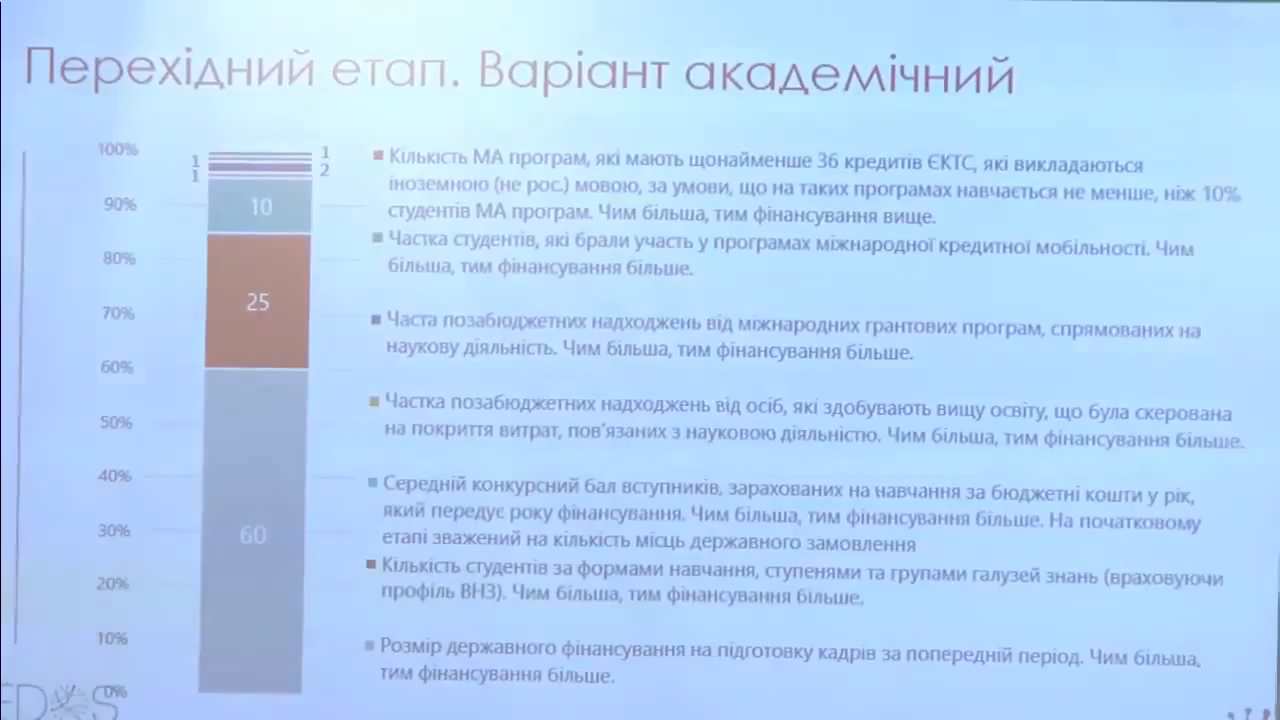 Перехідний етап. Варіант академічний
100%
90%
80%
70%
60%
50%
40%
30%
20%
10%
0%
1
1
1
2
10
25
60
Кількість МА програм, які мають щонайменше 36 кредитів ЄКТС, які викладаються
іноземною (не рос.) мовою, за умови, що на таких програмах навчається не менше, ніж 10%
студентів МА програм. Чим більша, тим фінансування вище.
Частка студентів, які брали участь у програмах міжнародної кредитної мобільності. Чим
більша, тим фінансування більше.
Часта позабюджетних надходжень від міжнародних грантових програм, спрямованих на
наукову діяльність. Чим більша, тим фінансування більше.
Частка позабюджетних надходжень від осіб, які здобувають вищу освіту, що була скерована
на покриття витрат, пов'язаних з науковою діяльністю. Чим більша, тим фінансування більше.
Середній конкурсний бал вступників, зарахованих на навчання за бюджетні кошти у рік,
який передує року фінансування. Чим більша, тим фінансування більше. На початковому
етапі зважений на кількість місць державного замовлення
Кількість студентів за формами навчання, ступенями та групами галузей знань (враховуючи
профіль ВНЗ). Чим більша, тим фінансування більше.
Розмір державного фінансування на підготовку кадрів за попередній період. Чим більша,
тим фінансування більше.